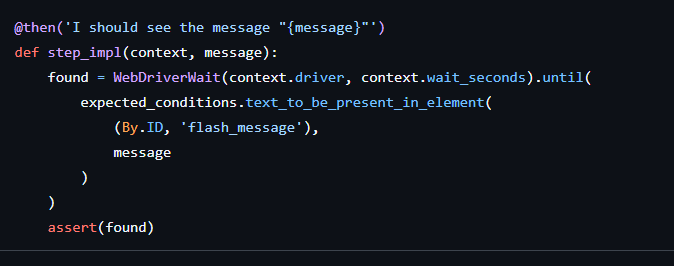 @then('I should see the message "{message}"')
def step_impl(context, message):
    found = WebDriverWait(context.driver, context.wait_seconds).until(
        expected_conditions.text_to_be_present_in_element(
            (By.ID, 'flash_message'),
            message
        )
    )
    assert(found)